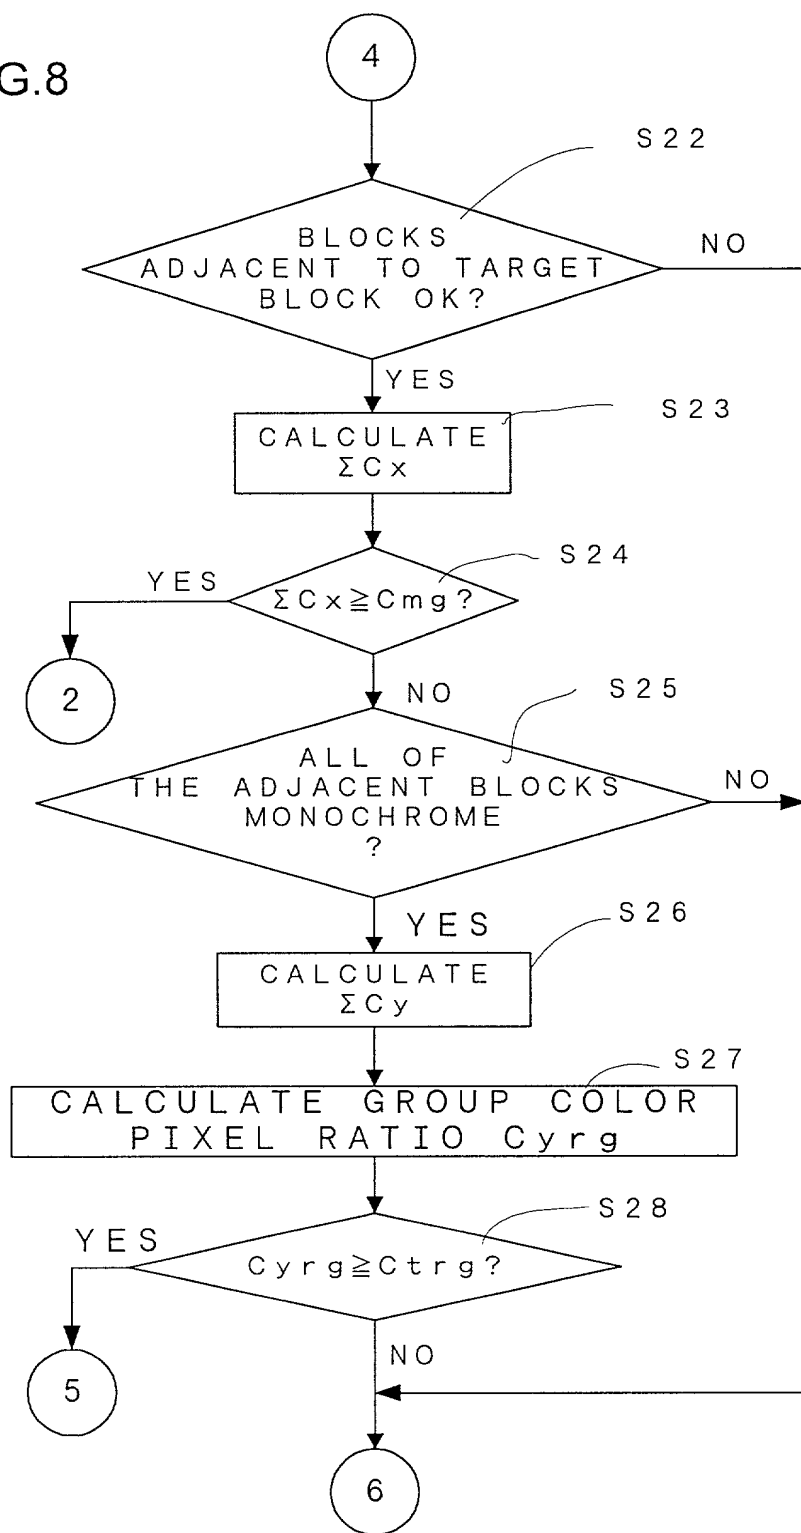 4
G.8
S22
BLOCKS
ADJACENT TO TARGET
BLOCK OK?
NO
YES
S23
CALCULATE
ΣCx
S24
YES
ΣCx≧Cmg?
2
NO
S25
ALL OF
THE ADJACENT BLOCKS
MONOCHROME
?
NO
YES
S26
CALCULATE
ΣCy
S27
CALCULATE GROUP COLOR
PIXEL RATIO Cyrg
S28
YES
Cyrg≧Ctrg?
NO
5
6